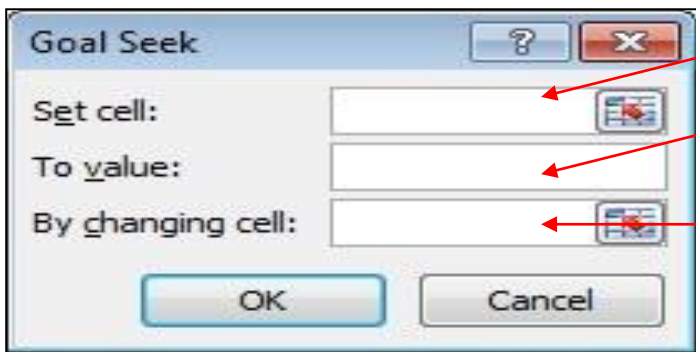 Goal Seek
Set cell:
To value:
By changing cell:
OK
Cancel